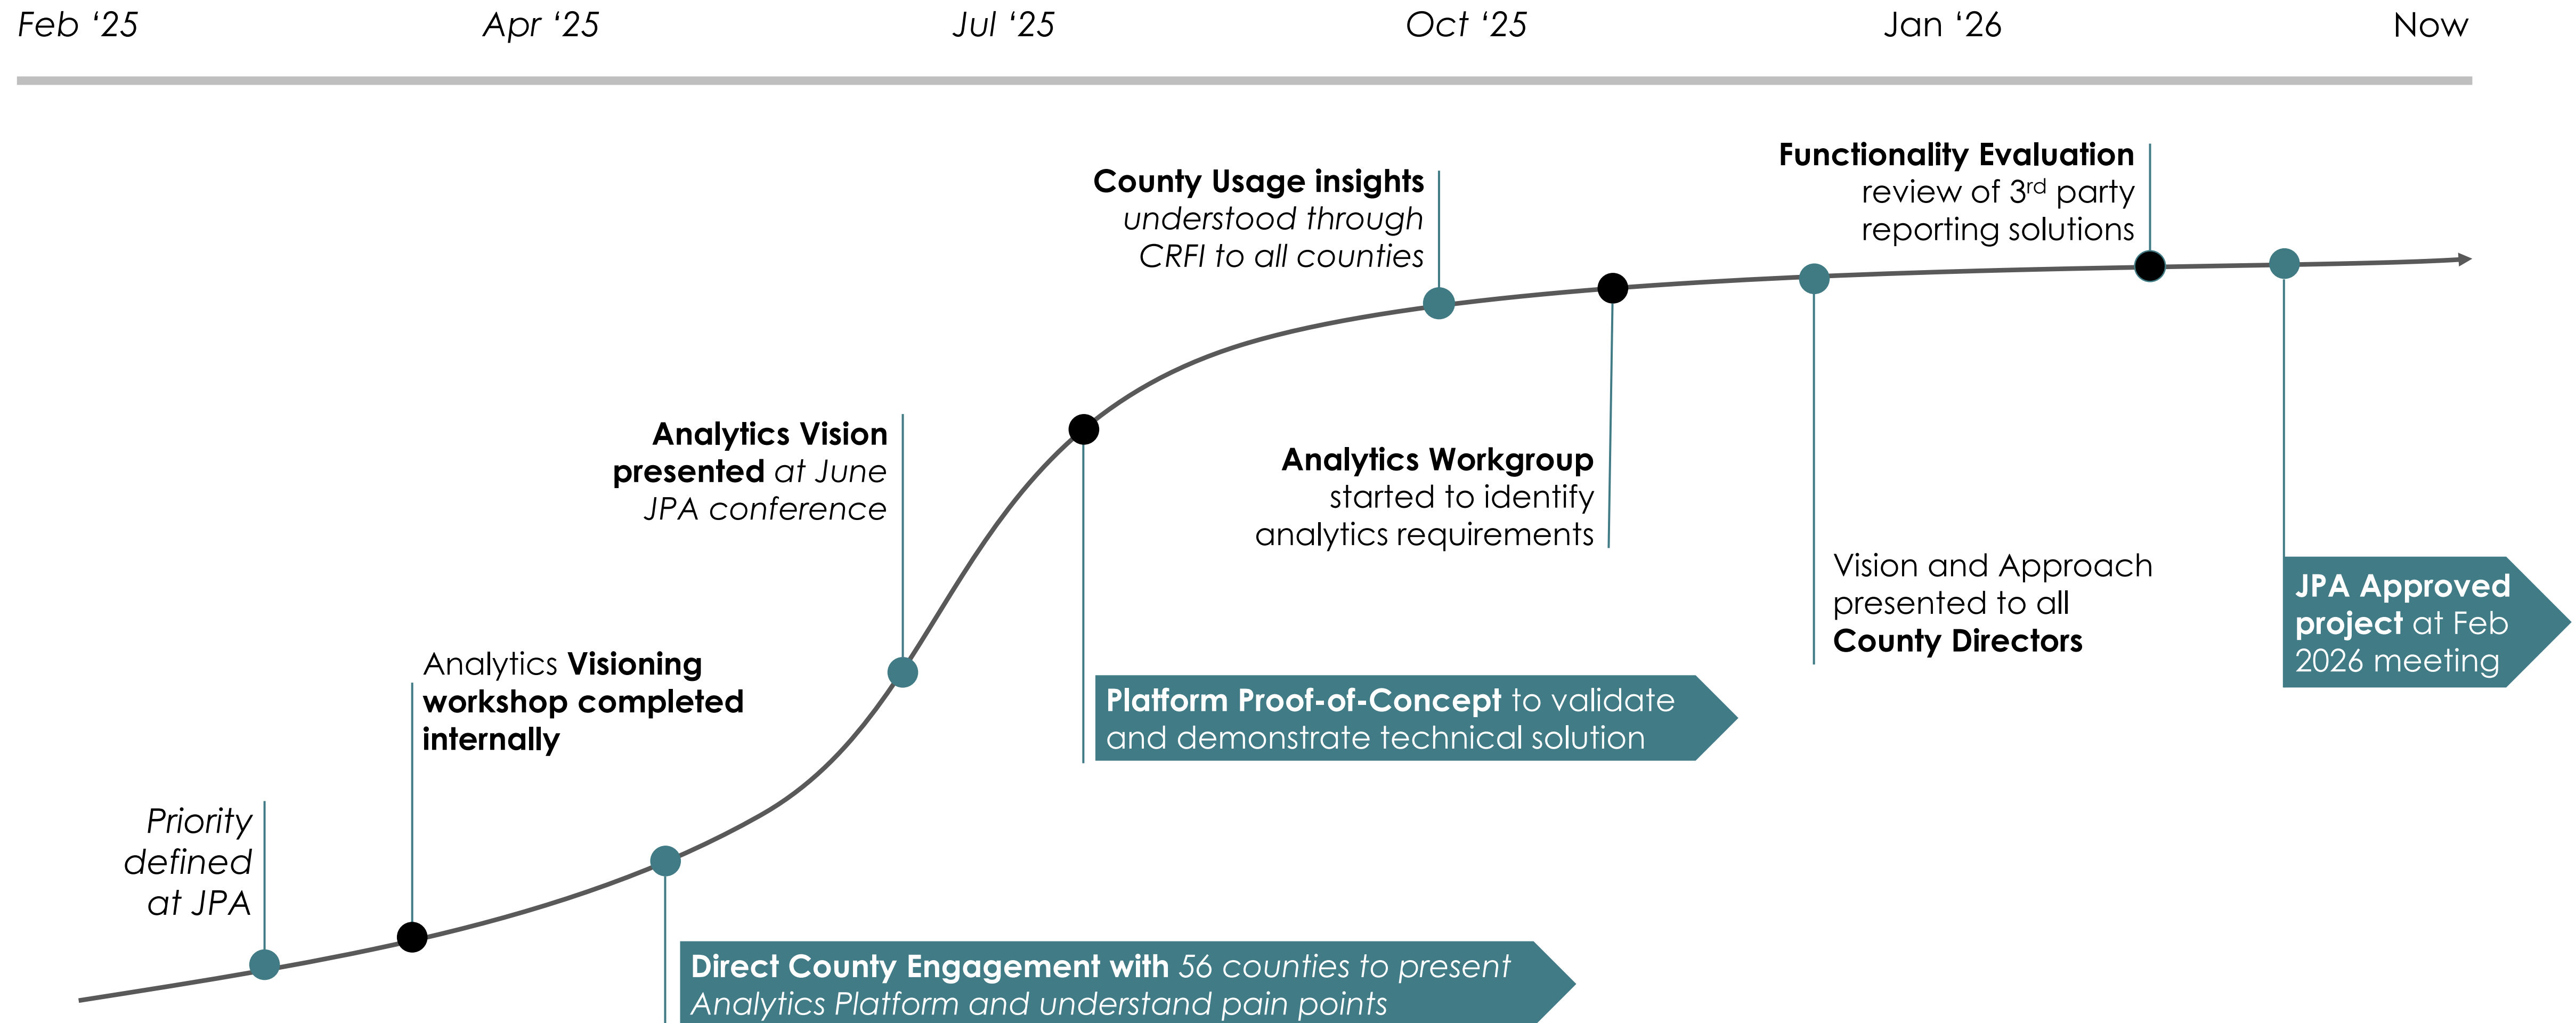 Feb ‘25
Apr ‘25
Jul ‘25
Oct ‘25
Jan ‘26
Now
Priority
defined
at JPA
Analytics Visioning
workshop completed
internally
Direct County Engagement with 56 counties to present
Analytics Platform and understand pain points
Analytics Vision
presented at June
JPA conference
Platform Proof-of-Concept to validate
and demonstrate technical solution
County Usage insights
understood through
CRFI to all counties
Analytics Workgroup
started to identify
analytics requirements
Vision and Approach
presented to all
County Directors
Functionality Evaluation
review of 3rd party
reporting solutions
JPA Approved
project at Feb
2026 meeting